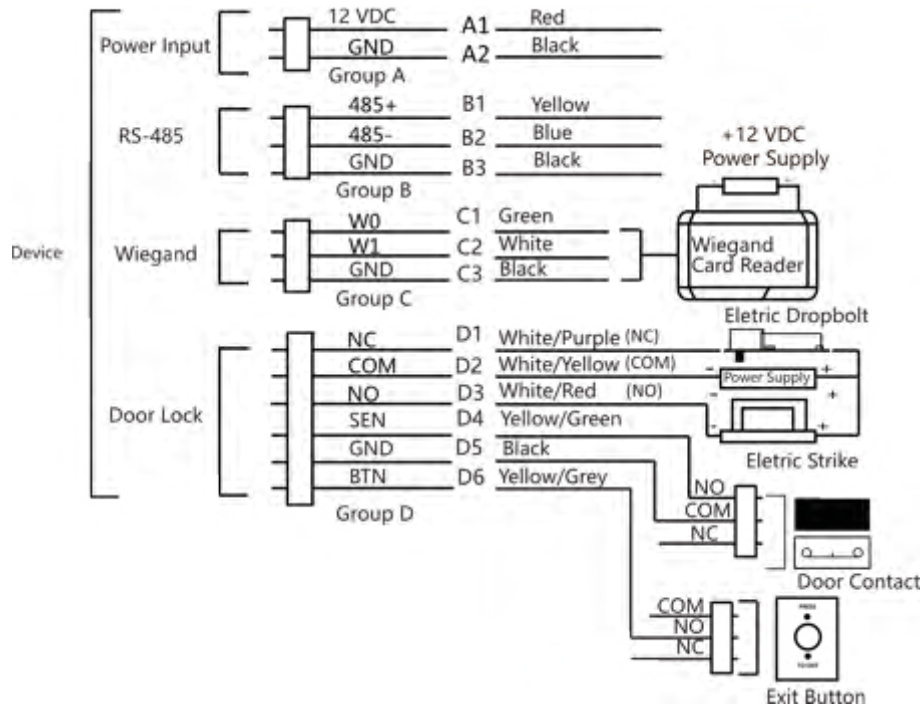 12 VDC A1 Red
Power Input
GND A2 Black
Group A
485+ B1 Yellow
RS-485
485- B2 Blue
GND B3 Black
Group B
+12 VDC
Power Supply
W0 C1 Green
Device
Wiegand
W1 C2 White
GND C3 Black
Group C
Wiegand
Card Reader
Eletric Dropbolt
NC D1 White/Purple (NC)
COM D2 White/Yellow (COM)
- Power Supply +
NO D3 White/Red (NO)
- +
Door Lock
SEN D4 Yellow/Green
- +
GND D5 Black
Eletric Strike
BTN D6 Yellow/Grey
Group D
NO
COM
NC
Door Contact
COM
NO
NC
PRESS
TO EXIT
Exit Button